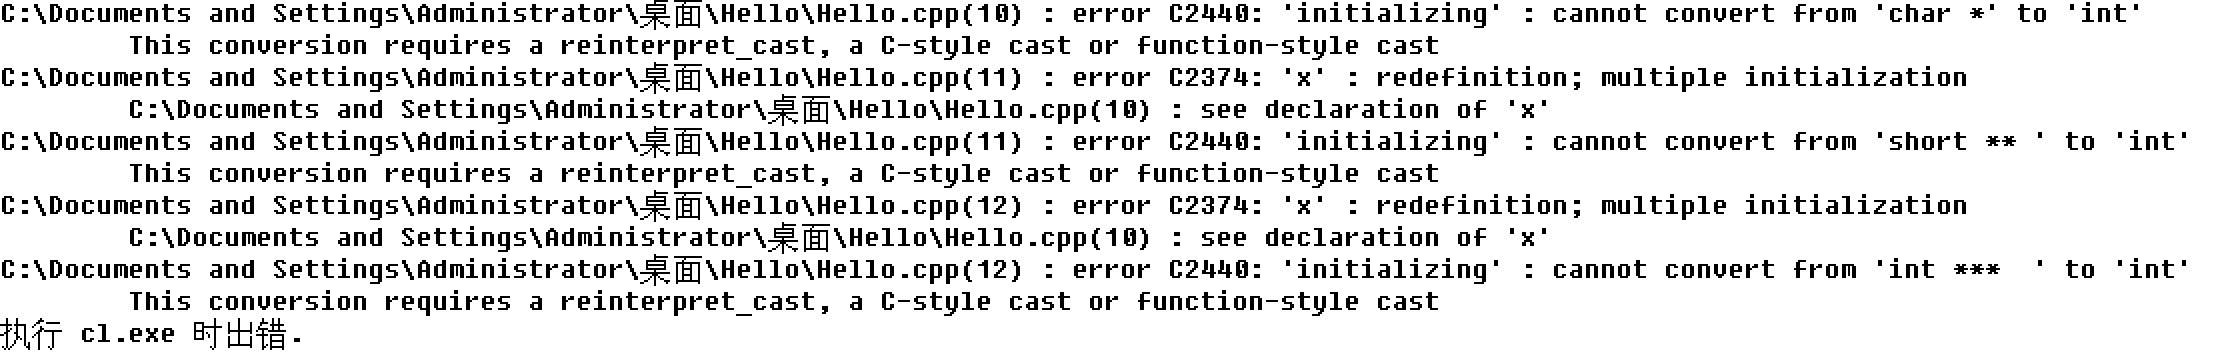 C:\Documents and Settings\Administrator\桌面\Hello\Hello.cpp(10) : error C2440: 'initializing' : cannot convert from 'char *' to 'int'
        This conversion requires a reinterpret_cast, a C-style cast or function-style cast
C:\Documents and Settings\Administrator\桌面\Hello\Hello.cpp(11) : error C2374: 'x' : redefinition; multiple initialization
        C:\Documents and Settings\Administrator\桌面\Hello\Hello.cpp(10) : see declaration of 'x'
C:\Documents and Settings\Administrator\桌面\Hello\Hello.cpp(11) : error C2440: 'initializing' : cannot convert from 'short ** ' to 'int'
        This conversion requires a reinterpret_cast, a C-style cast or function-style cast
C:\Documents and Settings\Administrator\桌面\Hello\Hello.cpp(12) : error C2374: 'x' : redefinition; multiple initialization
        C:\Documents and Settings\Administrator\桌面\Hello\Hello.cpp(10) : see declaration of 'x'
C:\Documents and Settings\Administrator\桌面\Hello\Hello.cpp(12) : error C2440: 'initializing' : cannot convert from 'int ***  ' to 'int'
        This conversion requires a reinterpret_cast, a C-style cast or function-style cast
执行 cl.exe 时出错.